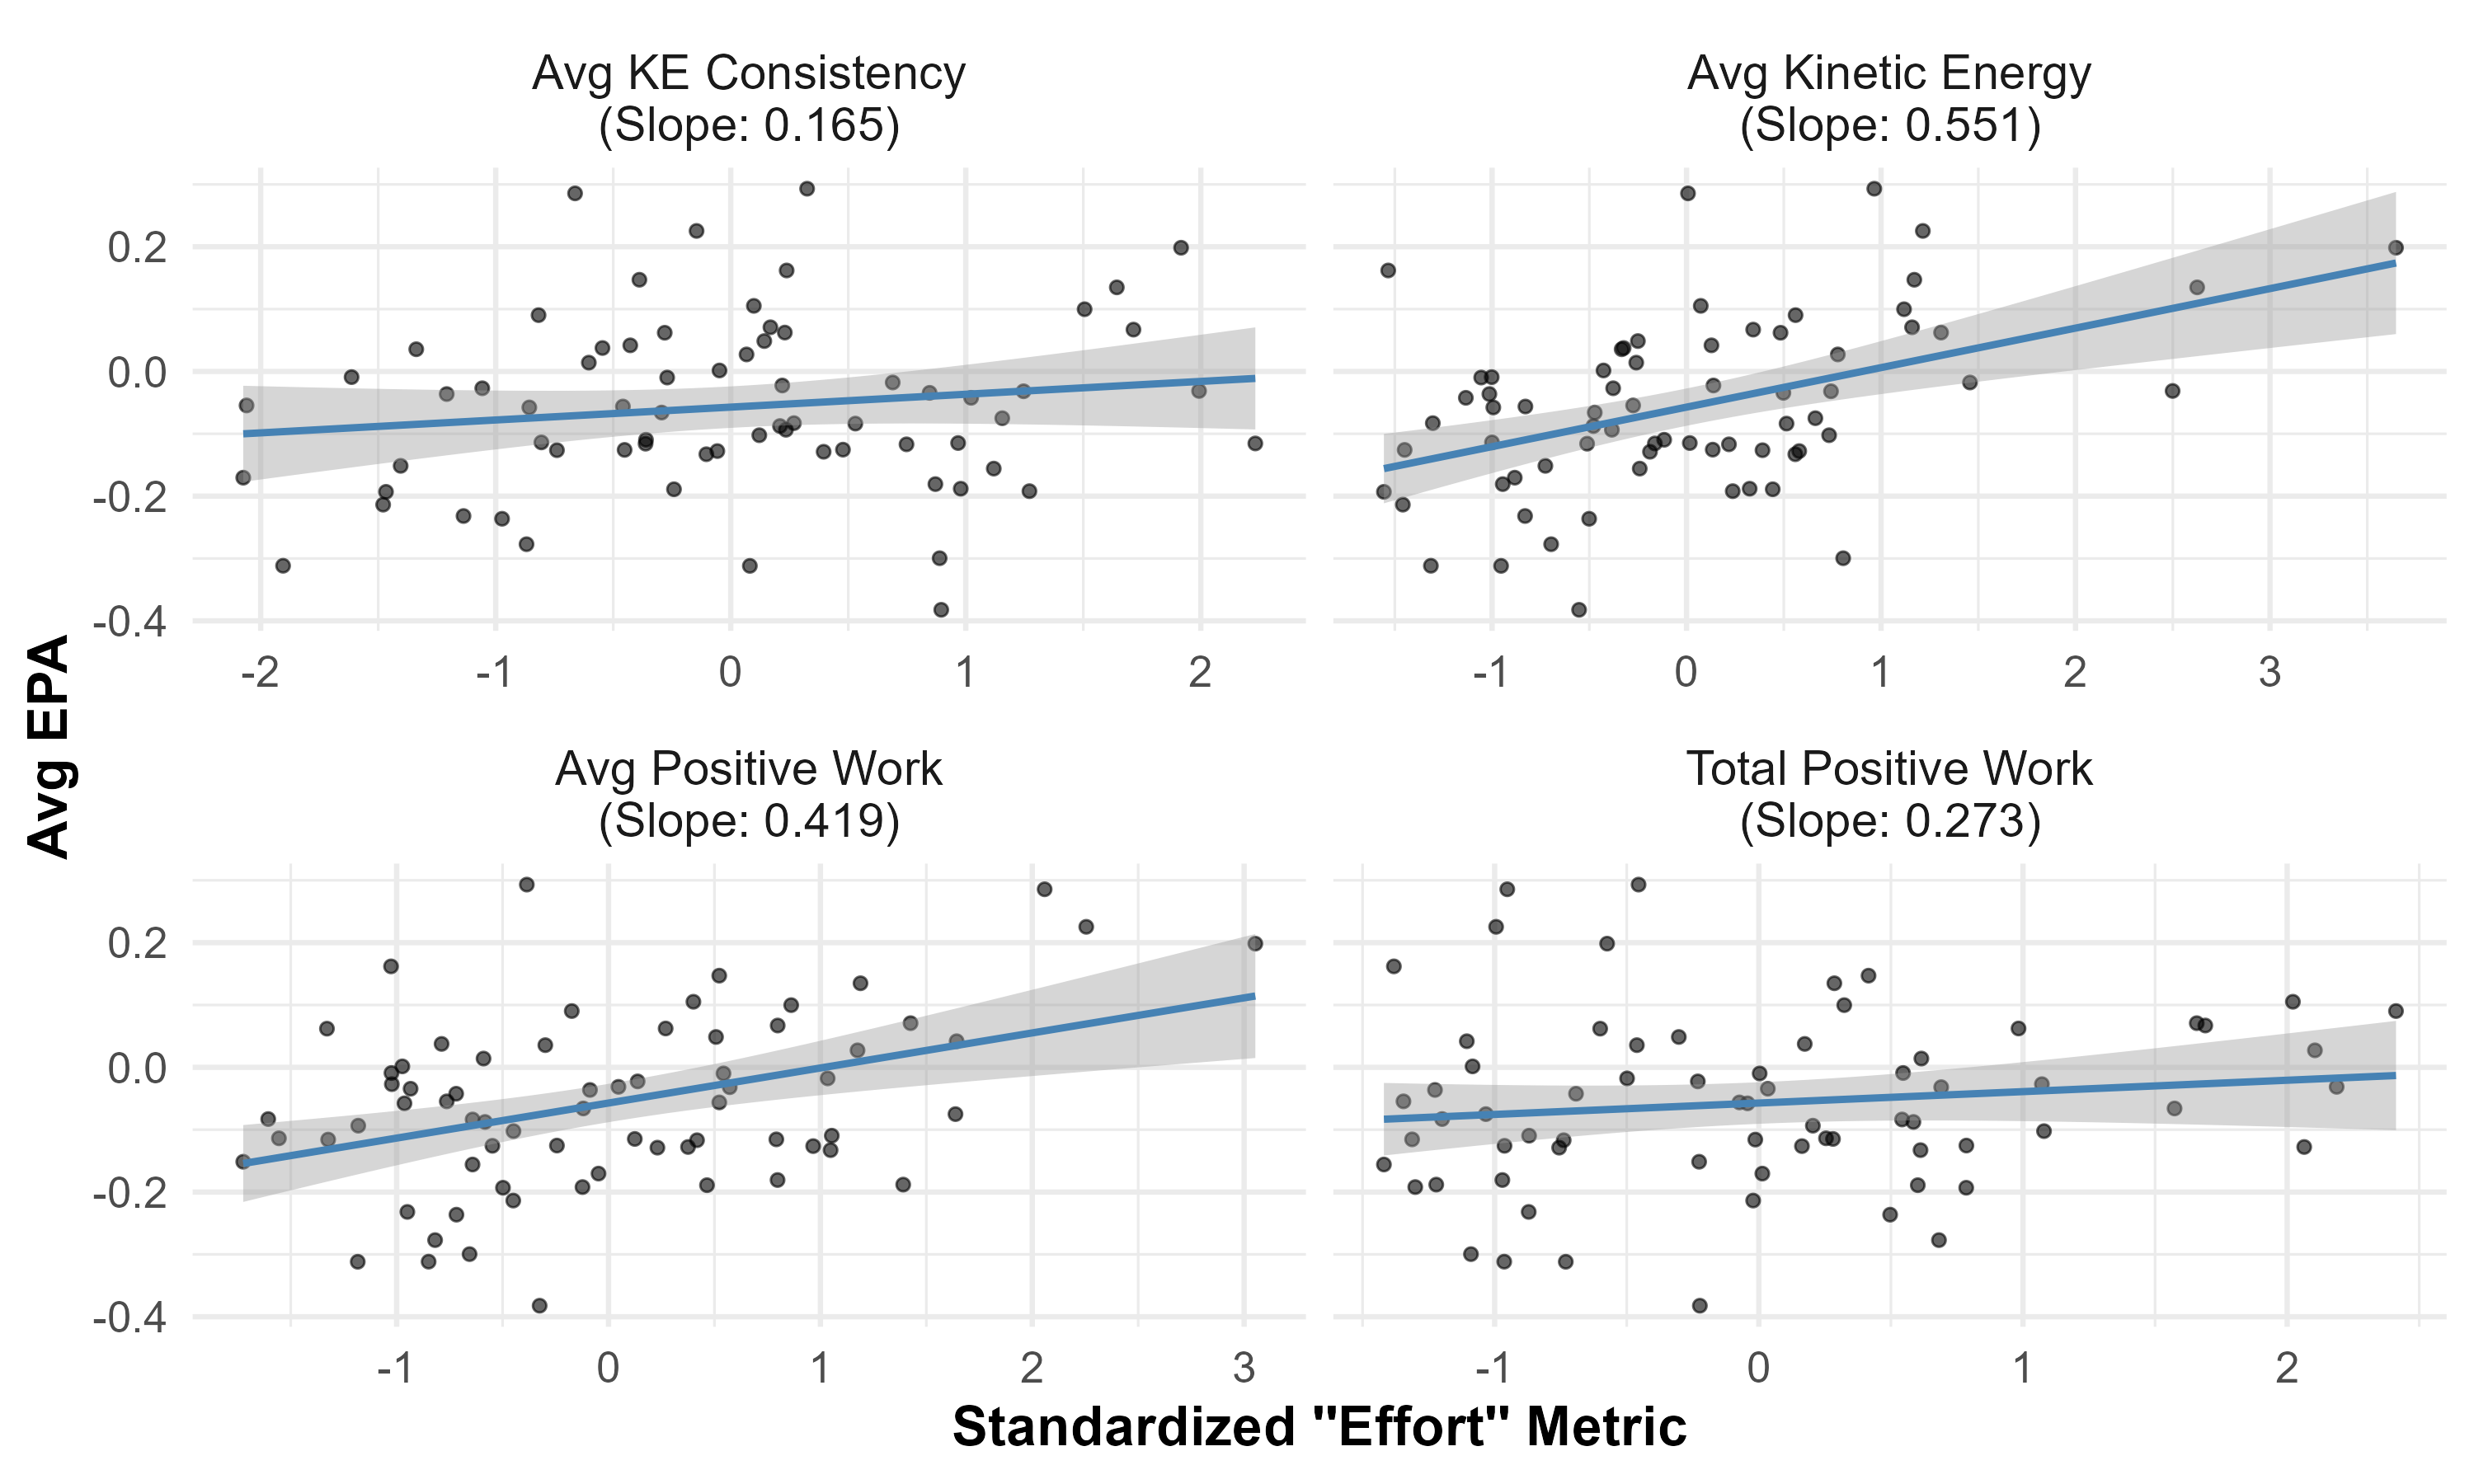 Avg KE Consistency
(Slope: 0.165)
Avg Kinetic Energy
(Slope: 0.551)
0.2
0.0
-0.2
-0.4
-2 -1 0 1 2
-1 0 1 2 3
Avg EPA
Avg Positive Work
(Slope: 0.419)
Total Positive Work
(Slope: 0.273)
0.2
0.0
-0.2
-0.4
-1 0 1 2 3
-1 0 1 2
Standardized "Effort" Metric